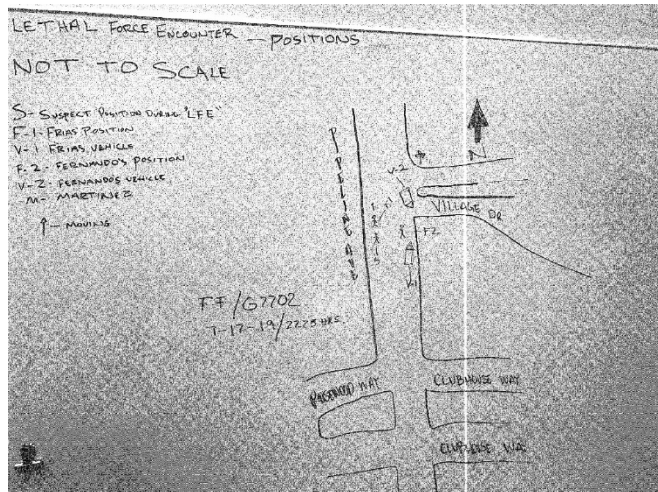 LETHAL FORCE ENCOUNTER — POSITIONS
NOT TO SCALE
S - SUSPECT POSITION DURING "LFE"
F-1 - FRIAS POSITION
V-1 FRIAS VEHICLE
F-2 - FERNANDO'S POSITION
V-2 - FERNANDO'S VEHICLE
M - MARTINEZ
↑ - MOVING
N
PIPELINE AVE
V-2
VILLAGE DR
F2
V-1
FF/G7702
1-17-19/2225 HRS.
WAY
CLUBHOUSE WAY
CLUBHOUSE WA